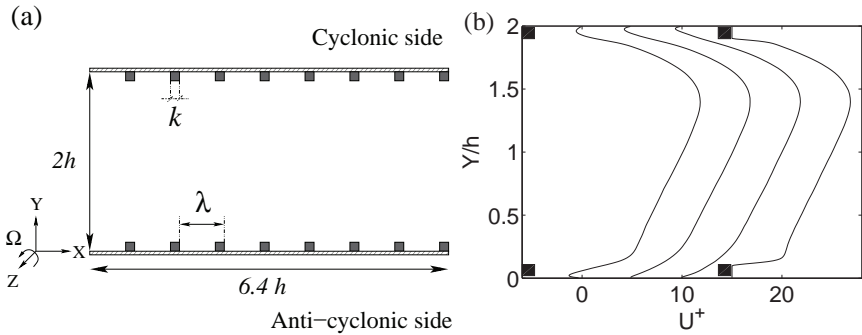 (a)
Cyclonic side
k
2h
λ
Y
Ω
X
Z
6.4 h
Anti-cyclonic side
(b)
2
1.5
Y/h
1
0.5
0
0 10 20
U+